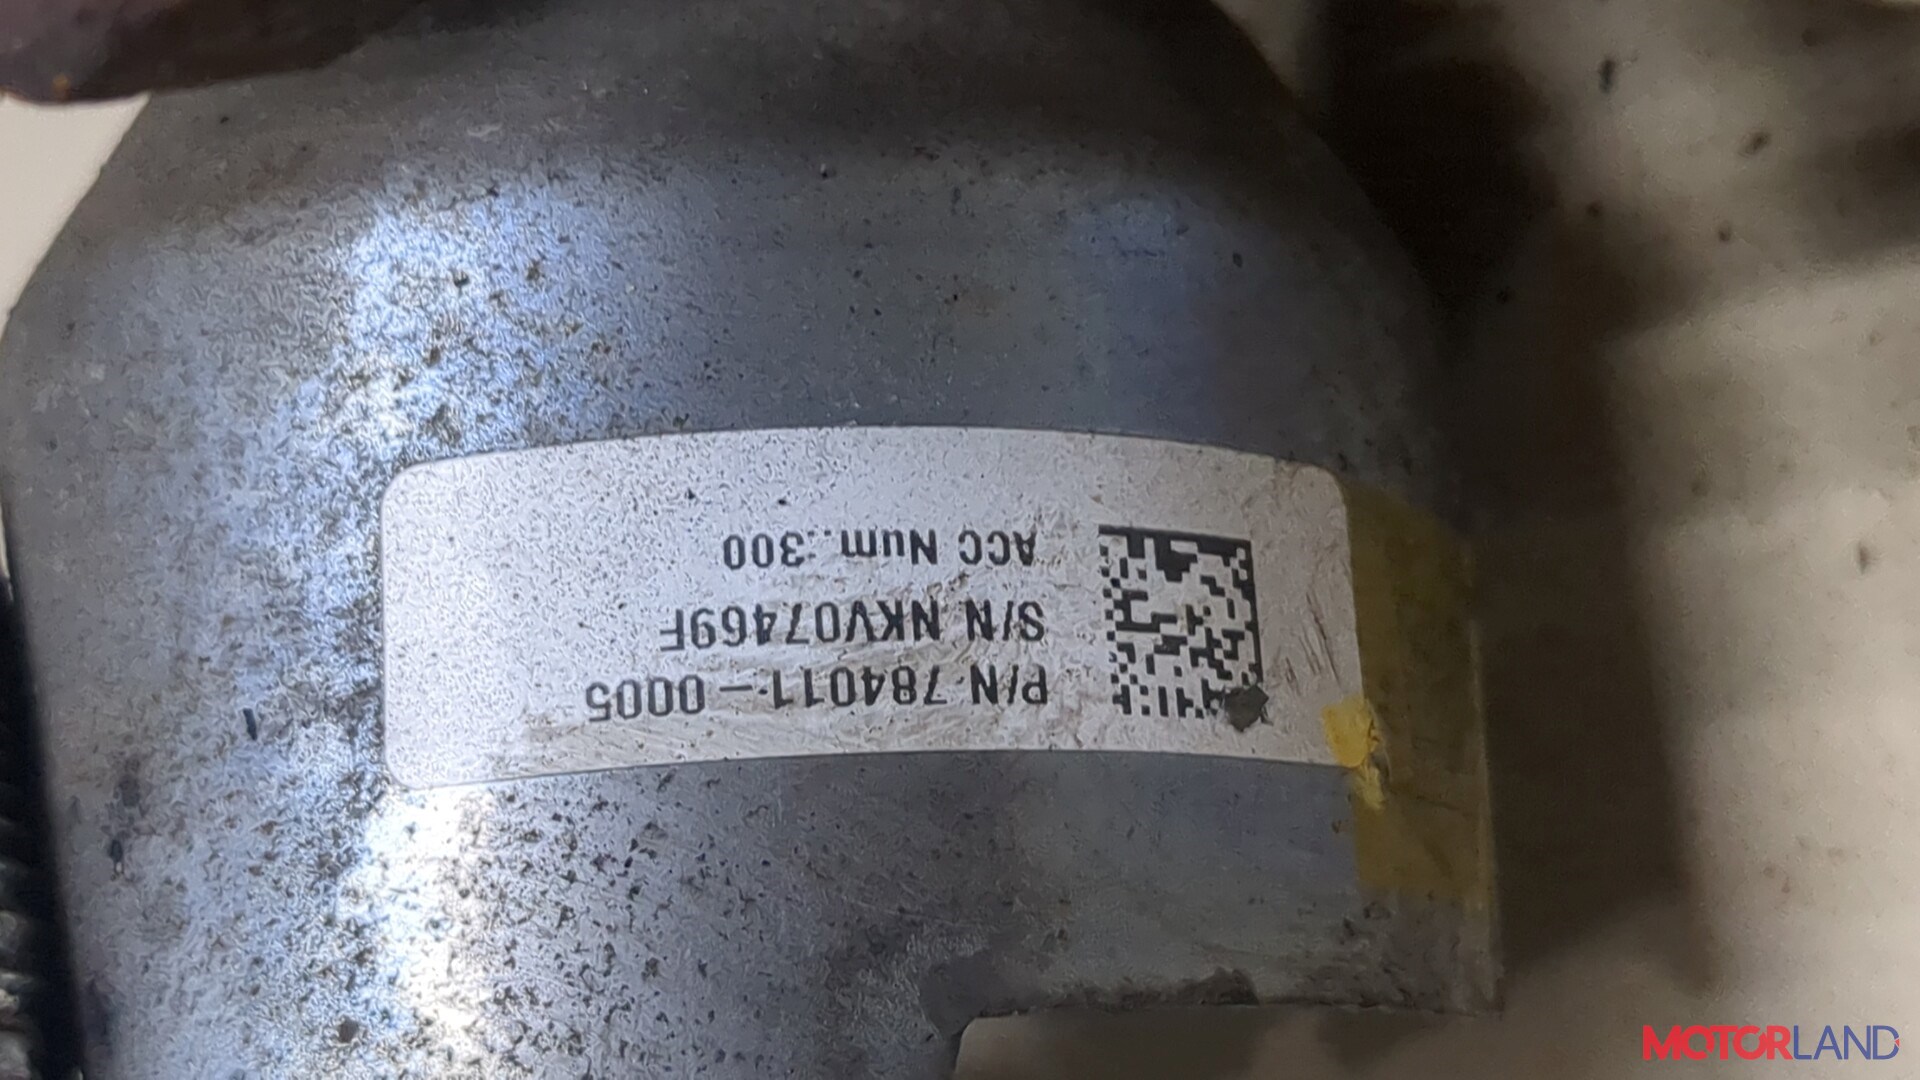 P/N 784011-0005
S/N NKV07469F
ACC Num.:300
MOTORLAND